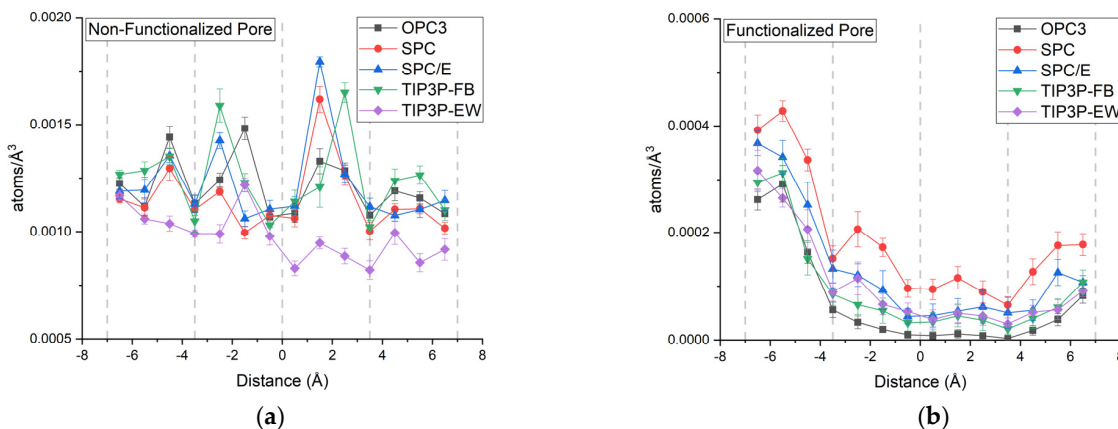 Non-Functionalized Pore
OPC3
SPC
SPC/E
TIP3P-FB
TIP3P-EW
0.0020
0.0015
0.0010
0.0005
atoms/Å³
-8 -6 -4 -2 0 2 4 6 8
Distance (Å)
(a)
Functionalized Pore
OPC3
SPC
SPC/E
TIP3P-FB
TIP3P-EW
0.0006
0.0004
0.0002
0.0000
atoms/Å³
-8 -6 -4 -2 0 2 4 6 8
Distance (Å)
(b)